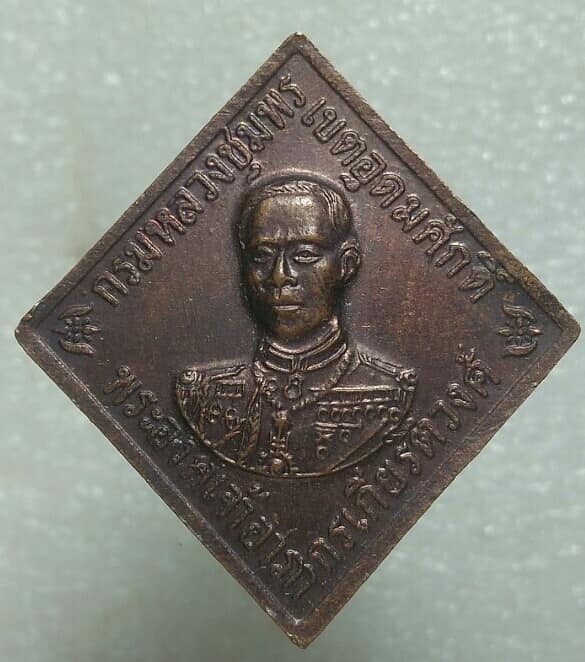 กรมหลวงชุมพร เขตอุดมศักดิ์
พระองค์เจ้าอาภากรเกียรติวงศ์